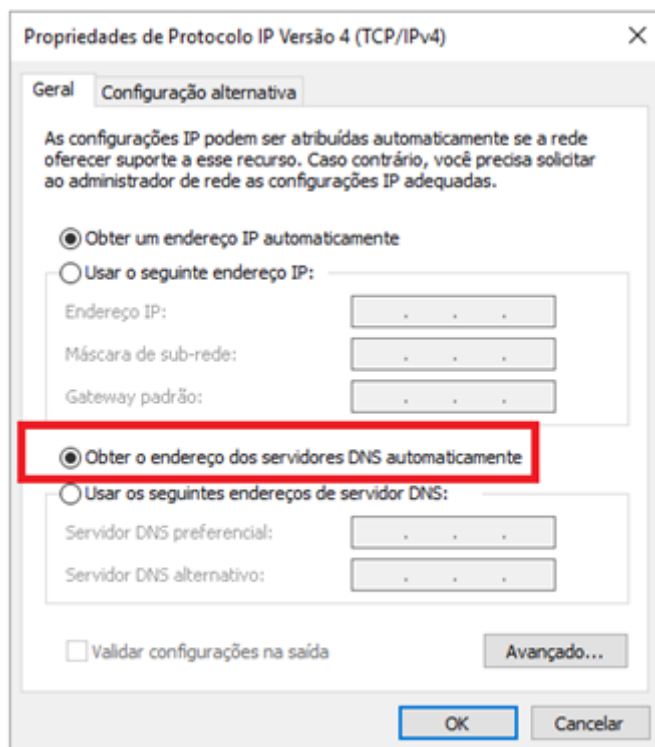 Propriedades de Protocolo IP Versão 4 (TCP/IPv4)
Geral
Configuração alternativa
As configurações IP podem ser atribuídas automaticamente se a rede
oferecer suporte a esse recurso. Caso contrário, você precisa solicitar
ao administrador de rede as configurações IP adequadas.
Obter um endereço IP automaticamente
Usar o seguinte endereço IP:
Endereço IP:
Máscara de sub-rede:
Gateway padrão:
Obter o endereço dos servidores DNS automaticamente
Usar os seguintes endereços de servidor DNS:
Servidor DNS preferencial:
Servidor DNS alternativo:
Validar configurações na saída
Avançado...
OK
Cancelar